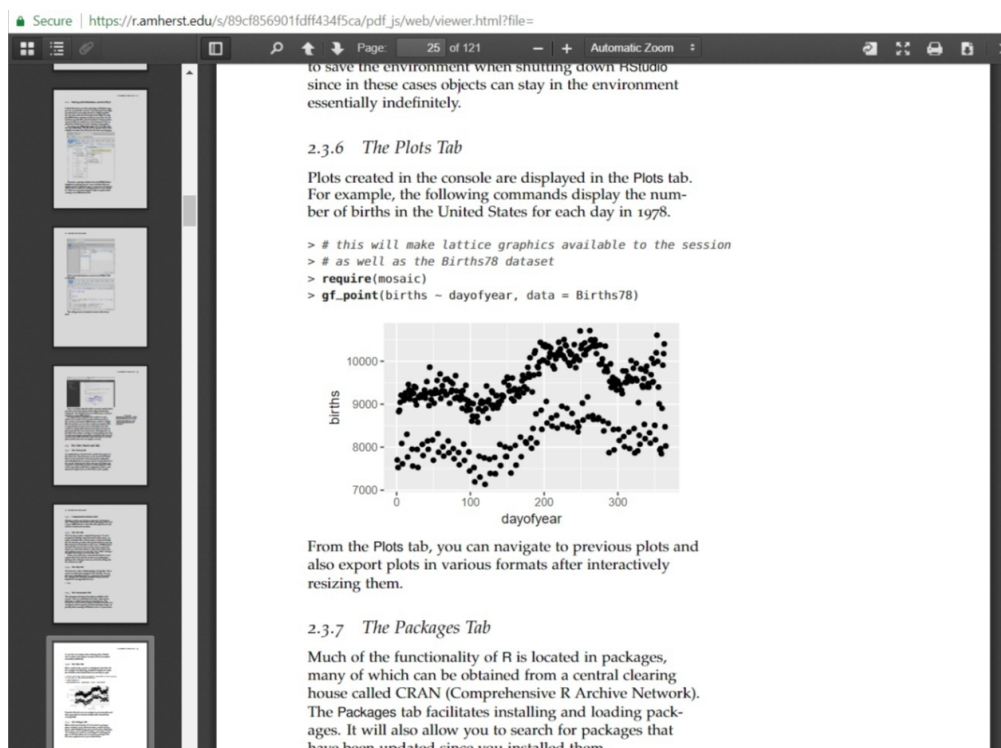 Secure | https://r.amherst.edu/s/89cf856901fdff434f5ca/pdf_js/web/viewer.html?file=
Page: 25 of 121 − + Automatic Zoom
to save the environment when shutting down RStudio
since in these cases objects can stay in the environment
essentially indefinitely.
2.3.6 The Plots Tab
Plots created in the console are displayed in the Plots tab.
For example, the following commands display the num-
ber of births in the United States for each day in 1978.
> # this will make lattice graphics available to the session
> # as well as the Births78 dataset
> require(mosaic)
> gf_point(births ~ dayofyear, data = Births78)
10000
9000
8000
7000
births
0 100 200 300
dayofyear
From the Plots tab, you can navigate to previous plots and
also export plots in various formats after interactively
resizing them.
2.3.7 The Packages Tab
Much of the functionality of R is located in packages,
many of which can be obtained from a central clearing
house called CRAN (Comprehensive R Archive Network).
The Packages tab facilitates installing and loading pack-
ages. It will also allow you to search for packages that
have been updated since you installed them.